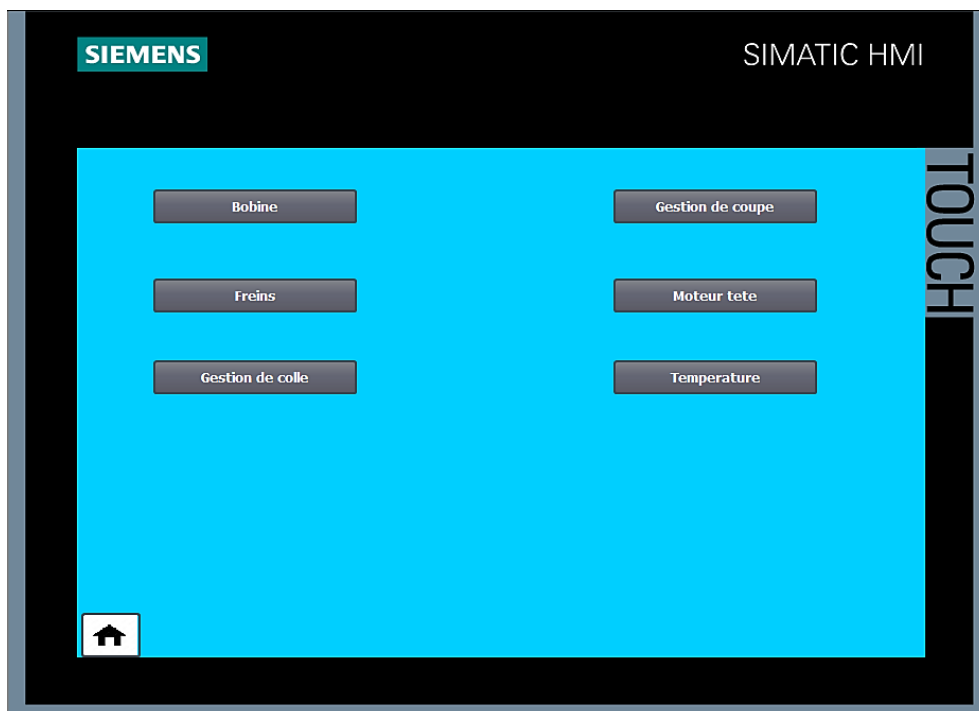 SIEMENS
SIMATIC HMI
TOUCH
Bobine
Gestion de coupe
Freins
Moteur tete
Gestion de colle
Temperature